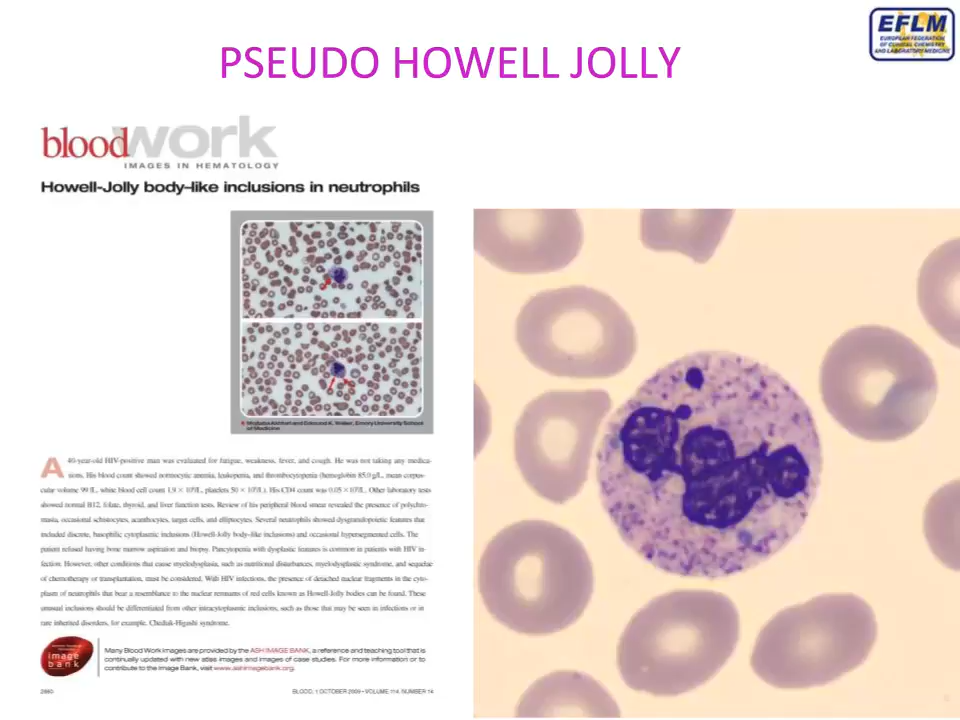 PSEUDO HOWELL JOLLY
EFLM
EUROPEAN FEDERATION
OF CLINICAL CHEMISTRY
AND LABORATORY MEDICINE
bloodwork
IMAGES IN HEMATOLOGY
Howell-Jolly body–like inclusions in neutrophils
Edmund K. Waller, Emory University School
of Medicine
A 40-year-old HIV-positive man was evaluated for fatigue, weakness, fever, and cough. He was not taking any medica-
tions. His blood count showed normocytic anemia, leukopenia, and thrombocytopenia (hemoglobin 85.0 g/L, mean corpus-
cular volume 99 fL, white blood cell count 1.9 × 10⁹/L, platelets 50 × 10⁹/L). His CD4 count was 0.05 × 10⁹/L. Other laboratory tests
showed normal B12, folate, thyroid, and liver function tests. Review of his peripheral blood smear revealed the presence of polychro-
masia, occasional schistocytes, acanthocytes, target cells, and elliptocytes. Several neutrophils showed dysgranulopoietic features that
included discrete, basophilic cytoplasmic inclusions (Howell-Jolly body-like inclusions) and occasional hypersegmented cells. The
patient refused having bone marrow aspiration and biopsy. Pancytopenia with dysplastic features is common in patients with HIV in-
fection. However, other conditions that cause myelodysplasia, such as nutritional disturbances, myelodysplastic syndrome, and sequelae
of chemotherapy or transplantation, must be considered. With HIV infections, the presence of detached nuclear fragments in the cyto-
plasm of neutrophils that bear a resemblance to the nuclear remnants of red cells known as Howell-Jolly bodies can be found. These
unusual inclusions should be differentiated from other intracytoplasmic inclusions, such as those that may be seen in infections or in
rare inherited disorders, for example, Chediak-Higashi syndrome.
image
bank
Many Blood Work images are provided by the ASH IMAGE BANK, a reference and teaching tool that is
continually updated with new atlas images and images of case studies. For more information or to
contribute to the Image Bank, visit www.ashimagebank.org.
2860
BLOOD, 1 OCTOBER 2009 • VOLUME 114, NUMBER 14